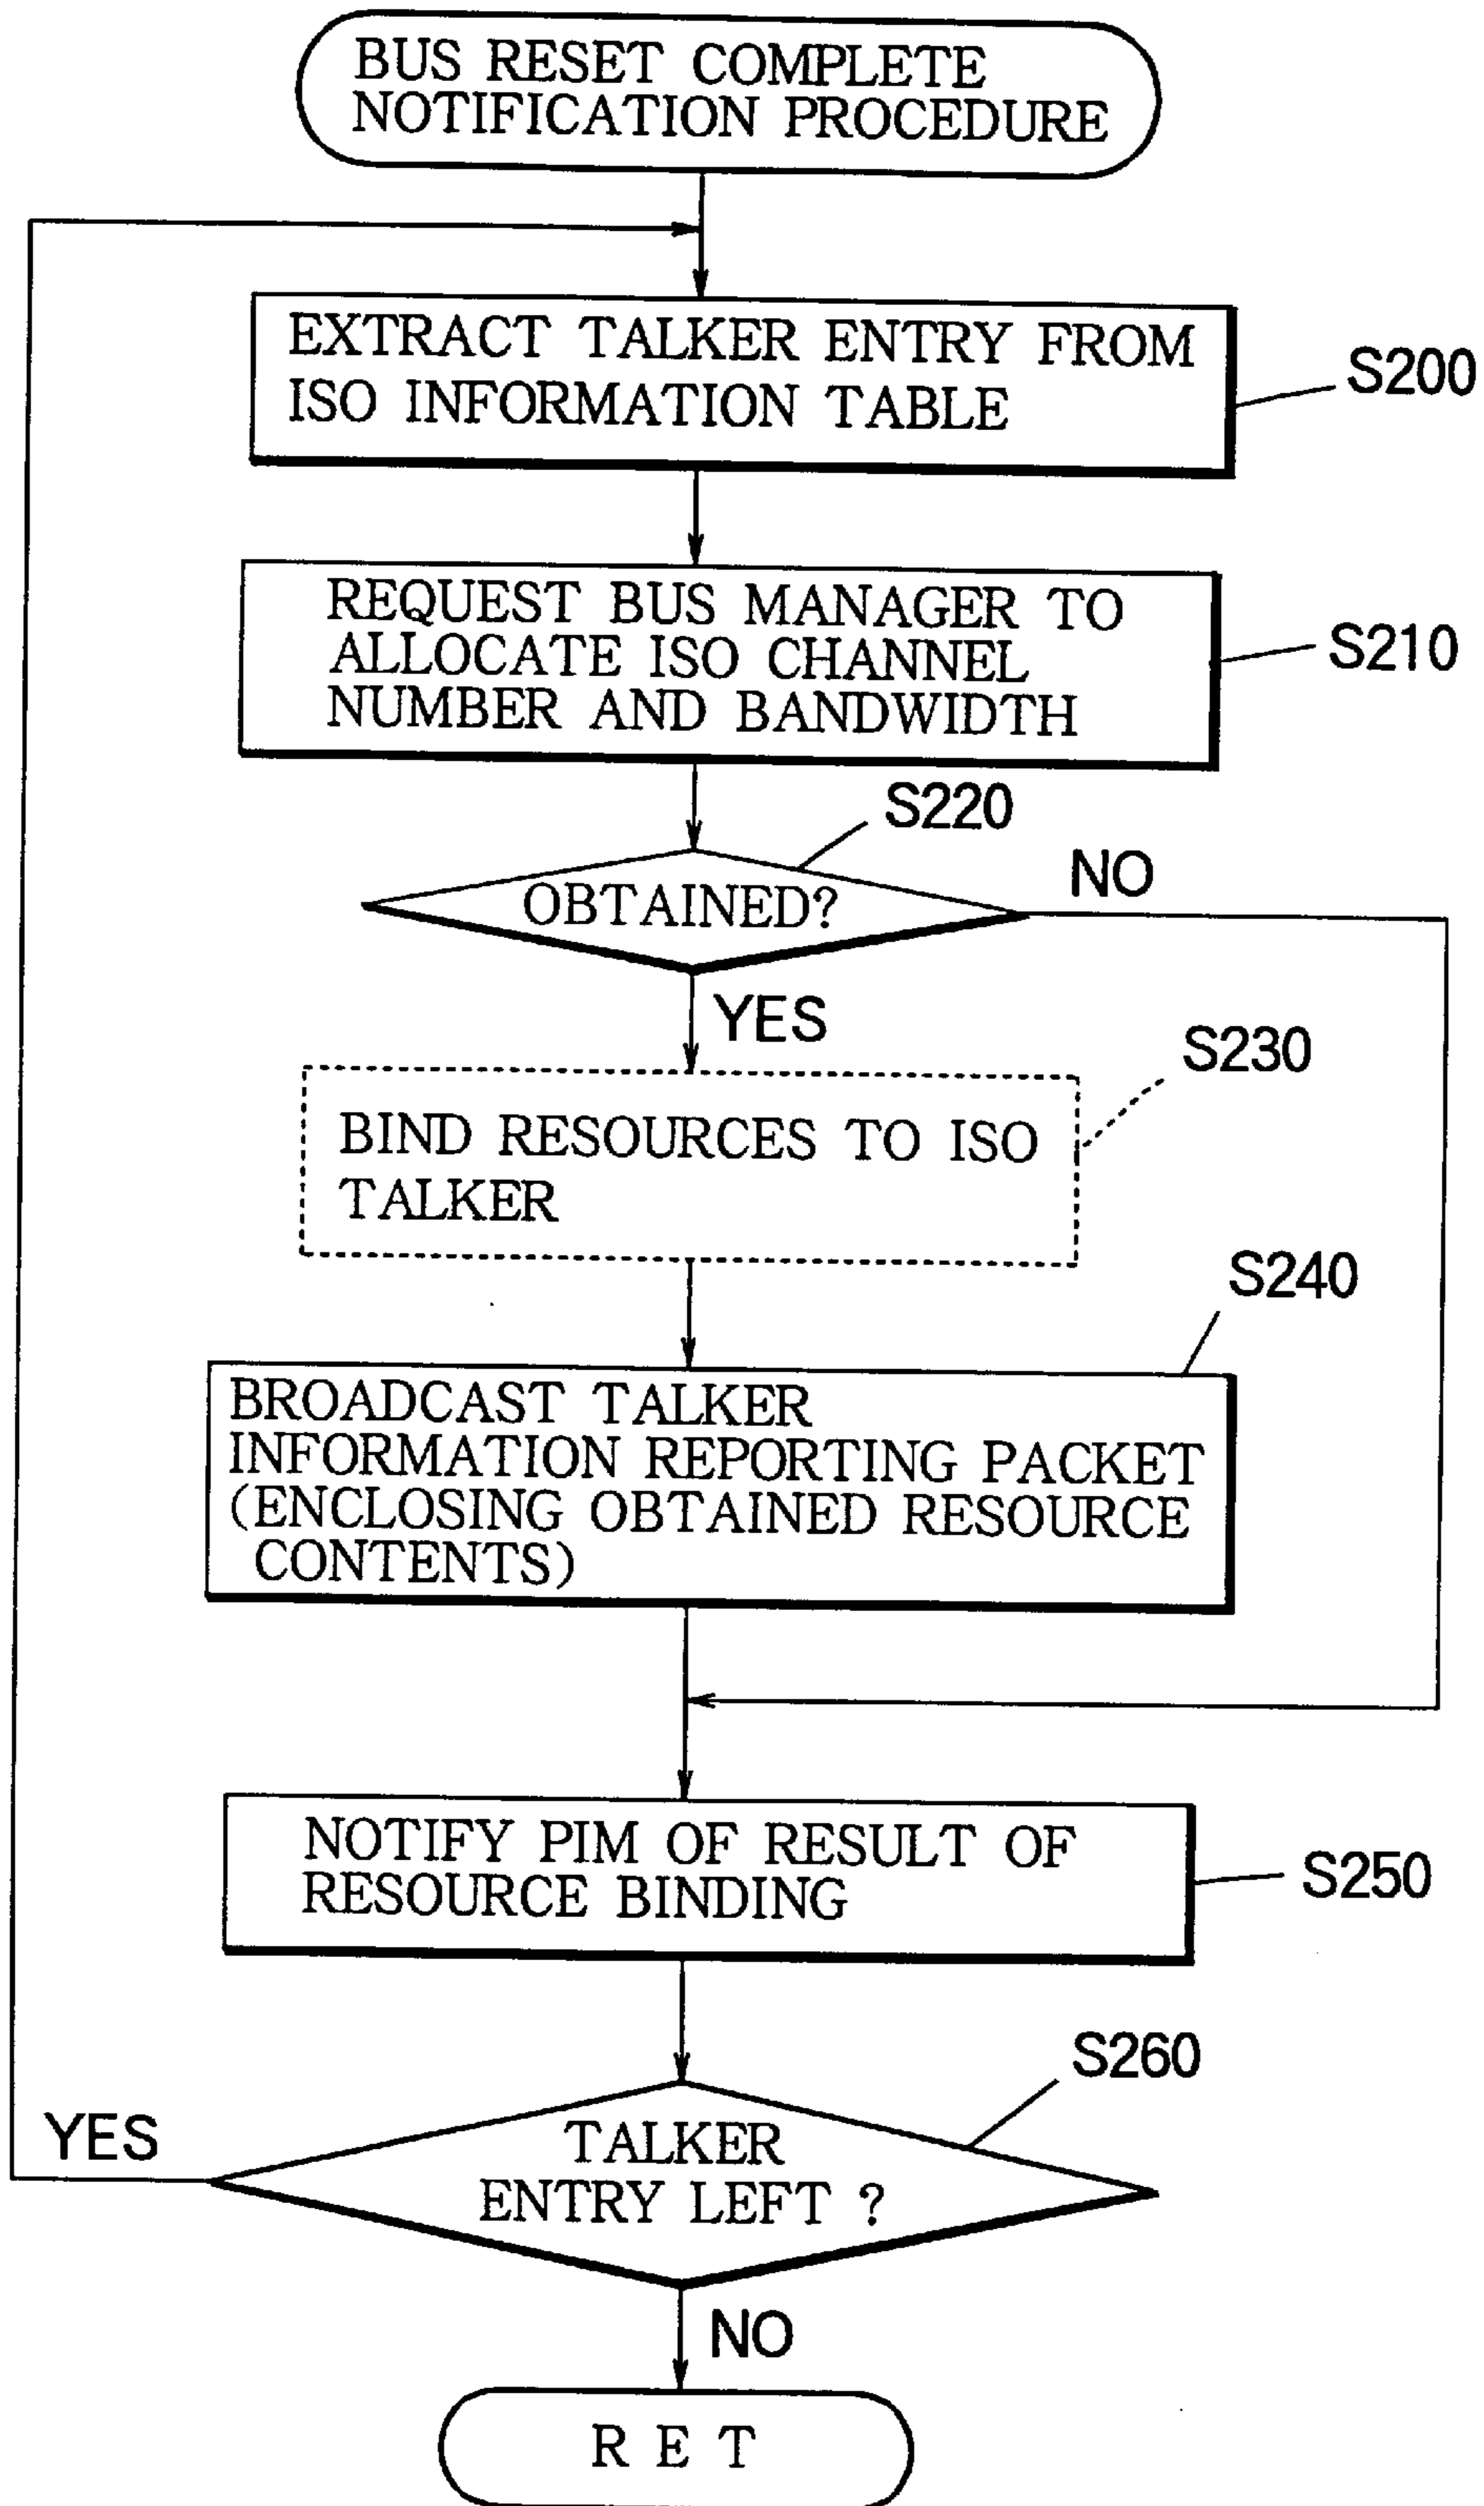 BUS RESET COMPLETE
NOTIFICATION PROCEDURE
EXTRACT TALKER ENTRY FROM
ISO INFORMATION TABLE
S200
REQUEST BUS MANAGER TO
ALLOCATE ISO CHANNEL
NUMBER AND BANDWIDTH
S210
S220
OBTAINED?
NO
YES
S230
BIND RESOURCES TO ISO
TALKER
S240
BROADCAST TALKER
INFORMATION REPORTING PACKET
(ENCLOSING OBTAINED RESOURCE
CONTENTS)
NOTIFY PIM OF RESULT OF
RESOURCE BINDING
S250
S260
YES
TALKER
ENTRY LEFT ?
NO
R E T